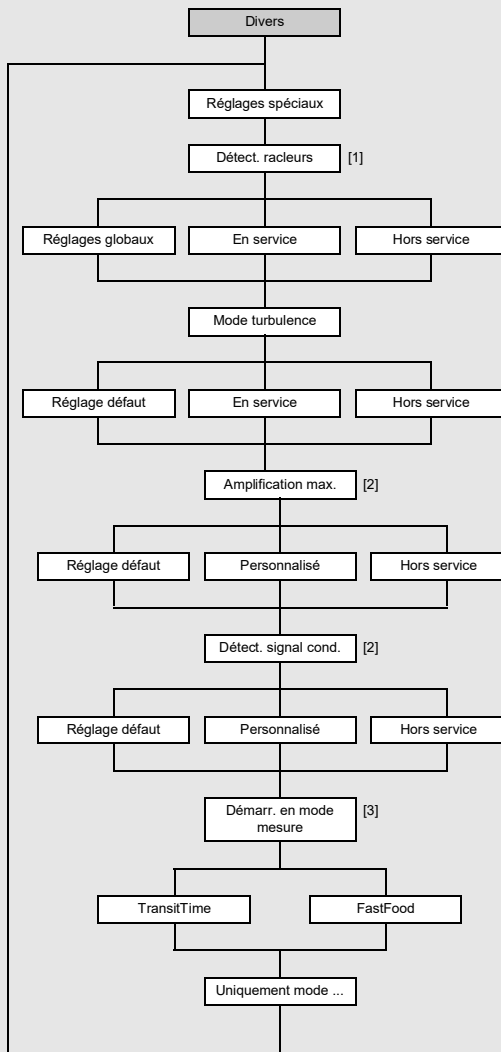 Divers
Réglages spéciaux
Détect. racleurs [1]
Réglages globaux En service Hors service
Mode turbulence
Réglage défaut En service Hors service
Amplification max. [2]
Réglage défaut Personnalisé Hors service
Détect. signal cond. [2]
Réglage défaut Personnalisé Hors service
Démarr. en mode [3]
mesure
TransitTime FastFood
Uniquement mode ...